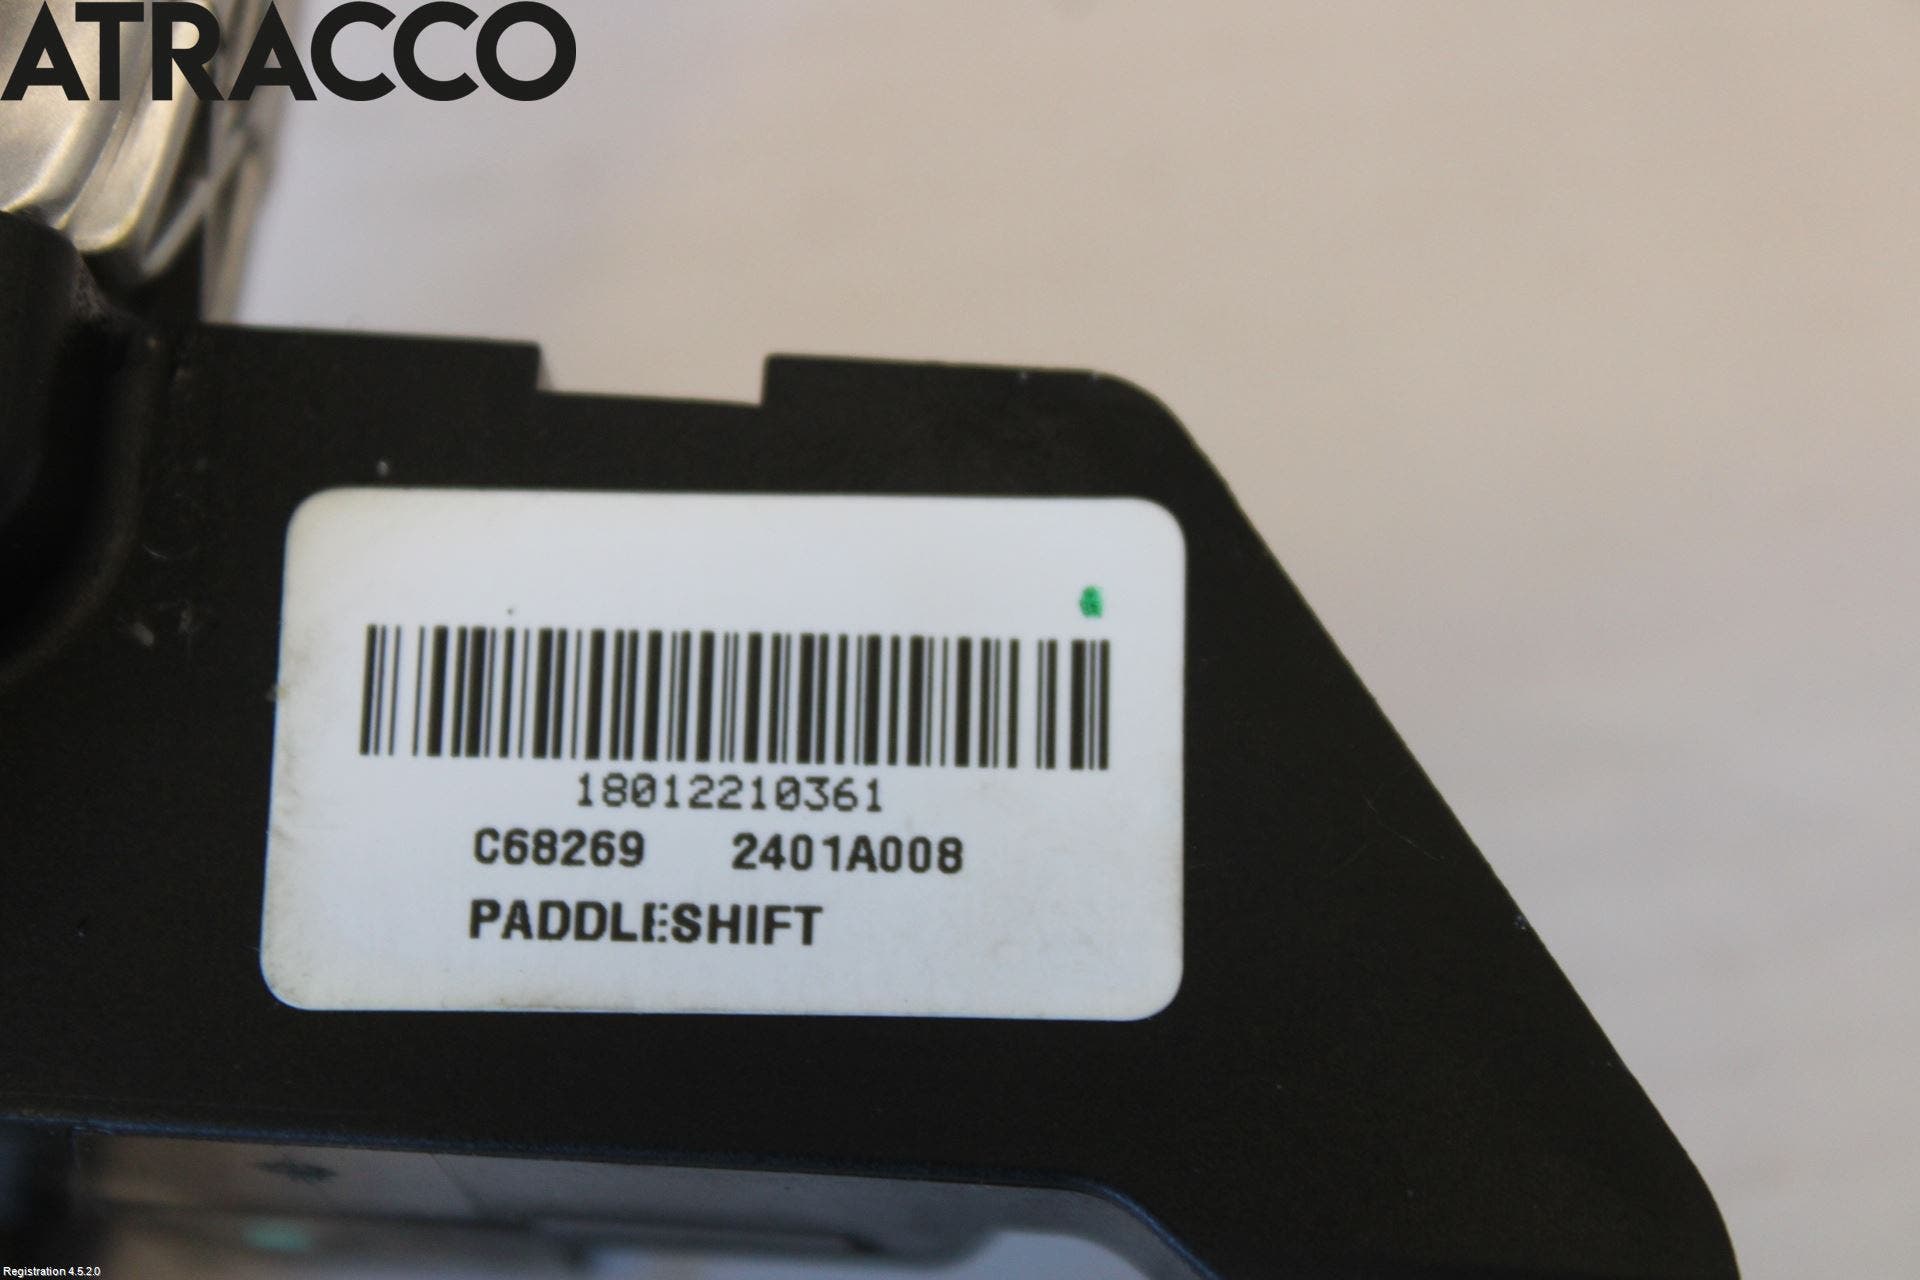 ATRACCO
18012210361
C68269 2401A008
PADDLESHIFT
Registration 4.5.2.0